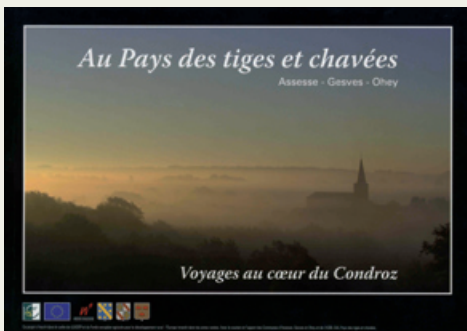 Au Pays des tiges et chavées
Assesse - Gesves - Ohey
Voyages au cœur du Condroz